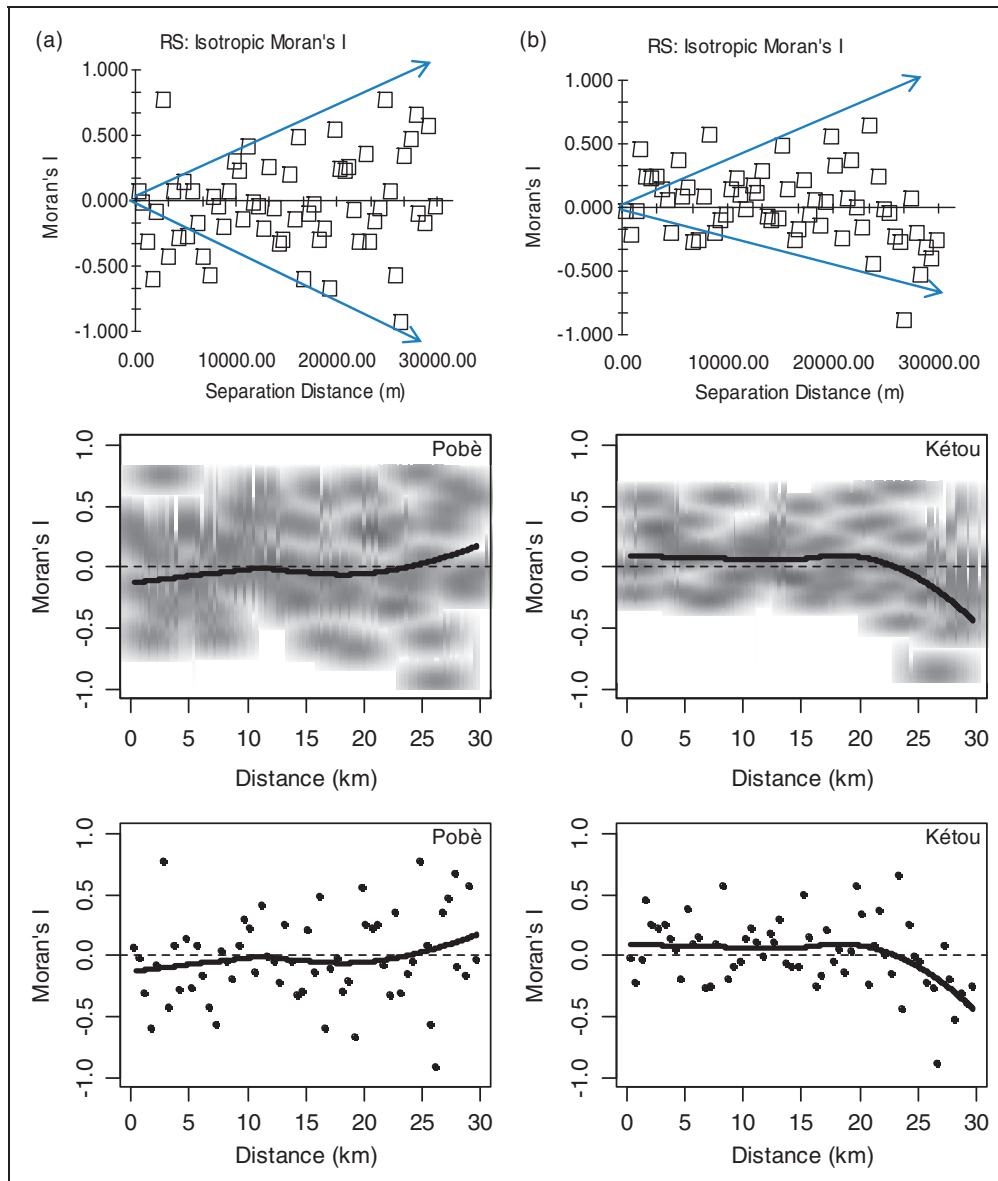 (a)
RS: Isotropic Moran's I
1.000
0.500
0.000
-0.500
-1.000
Moran's I
0.00 10000.00 20000.00 30000.00
Separation Distance (m)
(b)
RS: Isotropic Moran's I
1.000
0.500
0.000
-0.500
-1.000
Moran's I
0.00 10000.00 20000.00 30000.00
Separation Distance (m)
Pobè
1.0
0.5
0.0
-0.5
-1.0
Moran's I
0 5 10 15 20 25 30
Distance (km)
Kétou
1.0
0.5
0.0
-0.5
-1.0
Moran's I
0 5 10 15 20 25 30
Distance (km)
Pobè
1.0
0.5
0.0
-0.5
-1.0
Moran's I
0 5 10 15 20 25 30
Distance (km)
Kétou
1.0
0.5
0.0
-0.5
-1.0
Moran's I
0 5 10 15 20 25 30
Distance (km)